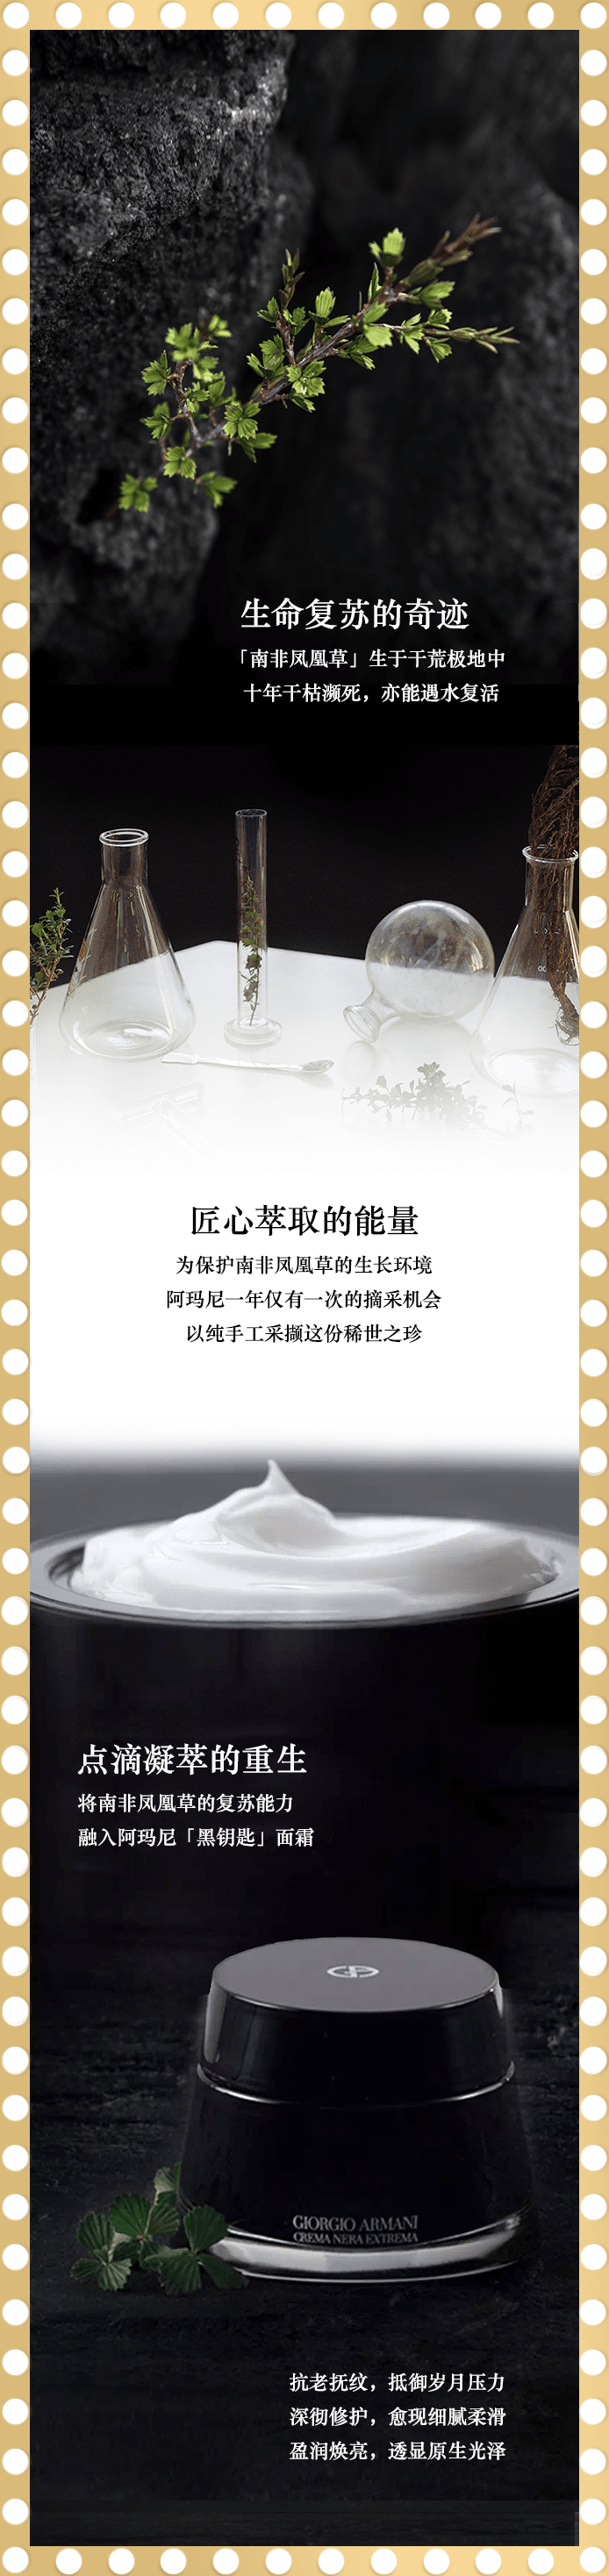 生命复苏的奇迹
「南非凤凰草」生于干荒极地中
十年干枯濒死，亦能遇水复活
匠心萃取的能量
为保护南非凤凰草的生长环境
阿玛尼一年仅有一次的摘采机会
以纯手工采撷这份稀世之珍
点滴凝萃的重生
将南非凤凰草的复苏能力
融入阿玛尼「黑钥匙」面霜
GIORGIO ARMANI
CREMA NERA EXTREMA
抗老抚纹，抵御岁月压力
深彻修护，愈现细腻柔滑
盈润焕亮，透显原生光泽